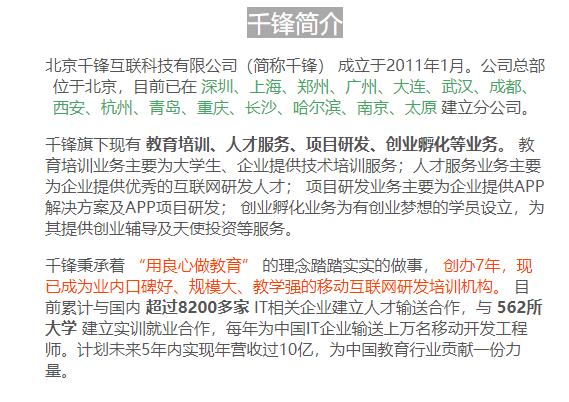 千锋简介
北京千锋互联科技有限公司（简称千锋） 成立于2011年1月。公司总部
位于北京，目前已在 深圳、上海、郑州、广州、大连、武汉、成都、
西安、杭州、青岛、重庆、长沙、哈尔滨、南京、太原 建立分公司。
千锋旗下现有 教育培训、人才服务、项目研发、创业孵化等业务。 教
育培训业务主要为大学生、企业提供技术培训服务；人才服务业务主要
为企业提供优秀的互联网研发人才； 项目研发业务主要为企业提供APP
解决方案及APP项目研发； 创业孵化业务为有创业梦想的学员设立，为
其提供创业辅导及天使投资等服务。
千锋秉承着 “用良心做教育” 的理念踏踏实实的做事， 创办7年，现
已成为业内口碑好、规模大、教学强的移动互联网研发培训机构。 目
前累计与国内 超过8200多家 IT相关企业建立人才输送合作，与 562所
大学 建立实训就业合作，每年为中国IT企业输送上万名移动开发工程
师。计划未来5年内实现年营收过10亿，为中国教育行业贡献一份力
量。